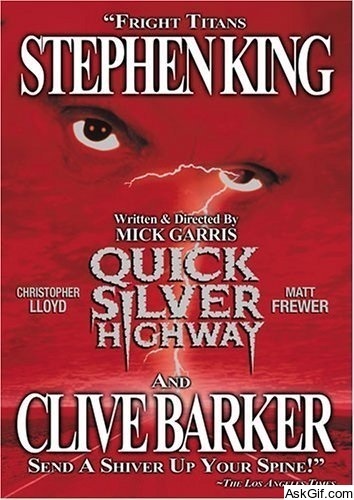 “FRIGHT TITANS
STEPHEN KING
Written & Directed By
MICK GARRIS
QUICK
SILVER
HIGHWAY
CHRISTOPHER
LLOYD
MATT
FREWER
AND
CLIVE BARKER
SEND A SHIVER UP YOUR SPINE!”
~THE LOS ANGELES TIMES
AskGif.com